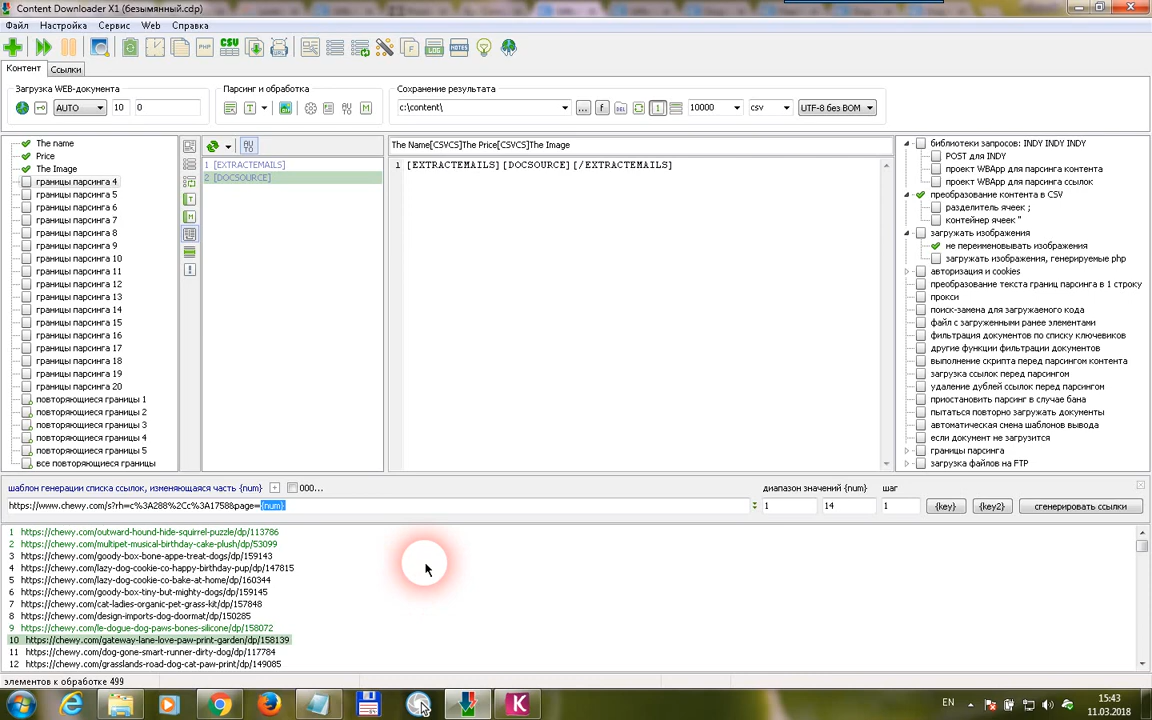 Content Downloader X1 (безымянный.cdp)
Файл Настройка Сервис Web Справка
PHP CSV F LOG NOTES
Контент Ссылки
Загрузка WEB-документа Парсинг и обработка Сохранение результата
AUTO 10 0 T M c:\content\ ... f 1 10000 csv UTF-8 без BOM
The name
Price
The Image
границы парсинга 4
границы парсинга 5
границы парсинга 6
границы парсинга 7
границы парсинга 8
границы парсинга 9
границы парсинга 10
границы парсинга 11
границы парсинга 12
границы парсинга 13
границы парсинга 14
границы парсинга 15
границы парсинга 16
границы парсинга 17
границы парсинга 18
границы парсинга 19
границы парсинга 20
повторяющиеся границы 1
повторяющиеся границы 2
повторяющиеся границы 3
повторяющиеся границы 4
повторяющиеся границы 5
все повторяющиеся границы
1 [EXTRACTEMAILS]
2 [DOCSOURCE]
The Name[CSVCS]The Price[CSVCS]The Image
1 [EXTRACTEMAILS][DOCSOURCE][/EXTRACTEMAILS]
библиотеки запросов: INDY INDY INDY
POST для INDY
проект WBApp для парсинга контента
проект WBApp для парсинга ссылок
преобразование контента в CSV
разделитель ячеек ;
контейнер ячеек "
загружать изображения
не переименовывать изображения
загружать изображения, генерируемые php
авторизация и cookies
преобразование текста границ парсинга в 1 строку
прокси
поиск-замена для загружаемого кода
файл с загруженными ранее элементами
фильтрация документов по списку ключевиков
другие функции фильтрации документов
выполнение скрипта перед парсингом контента
загрузка ссылок перед парсингом
удаление дублей ссылок перед парсингом
приостановить парсинг в случае бана
пытаться повторно загружать документы
автоматическая смена шаблонов вывода
если документ не загрузится
границы парсинга
загрузка файлов на FTP
шаблон генерации списка ссылок, изменяющаяся часть {num} + 000... диапазон значений {num} шаг
https://www.chewy.com/s?rh=c%3A288%2Cc%3A1758&page={num} 1 14 1 {key} {key2} сгенерировать ссылки
1 https://chewy.com/outward-hound-hide-squirrel-puzzle/dp/113786
2 https://chewy.com/multipet-musical-birthday-cake-plush/dp/53099
3 https://chewy.com/goody-box-bone-appe-treat-dogs/dp/159143
4 https://chewy.com/lazy-dog-cookie-co-happy-birthday-pup/dp/147815
5 https://chewy.com/lazy-dog-cookie-co-bake-at-home/dp/160344
6 https://chewy.com/goody-box-tiny-but-mighty-dogs/dp/159145
7 https://chewy.com/cat-ladies-organic-pet-grass-kit/dp/157848
8 https://chewy.com/design-imports-dog-doormat/dp/150285
9 https://chewy.com/le-dogue-dog-paws-bones-silicone/dp/158072
10 https://chewy.com/gateway-lane-love-paw-print-garden/dp/158139
11 https://chewy.com/dog-gone-smart-runner-dirty-dog/dp/117784
12 https://chewy.com/grasslands-road-dog-cat-paw-print/dp/149085
элементов к обработке 499
K EN 15:43
11.03.2018